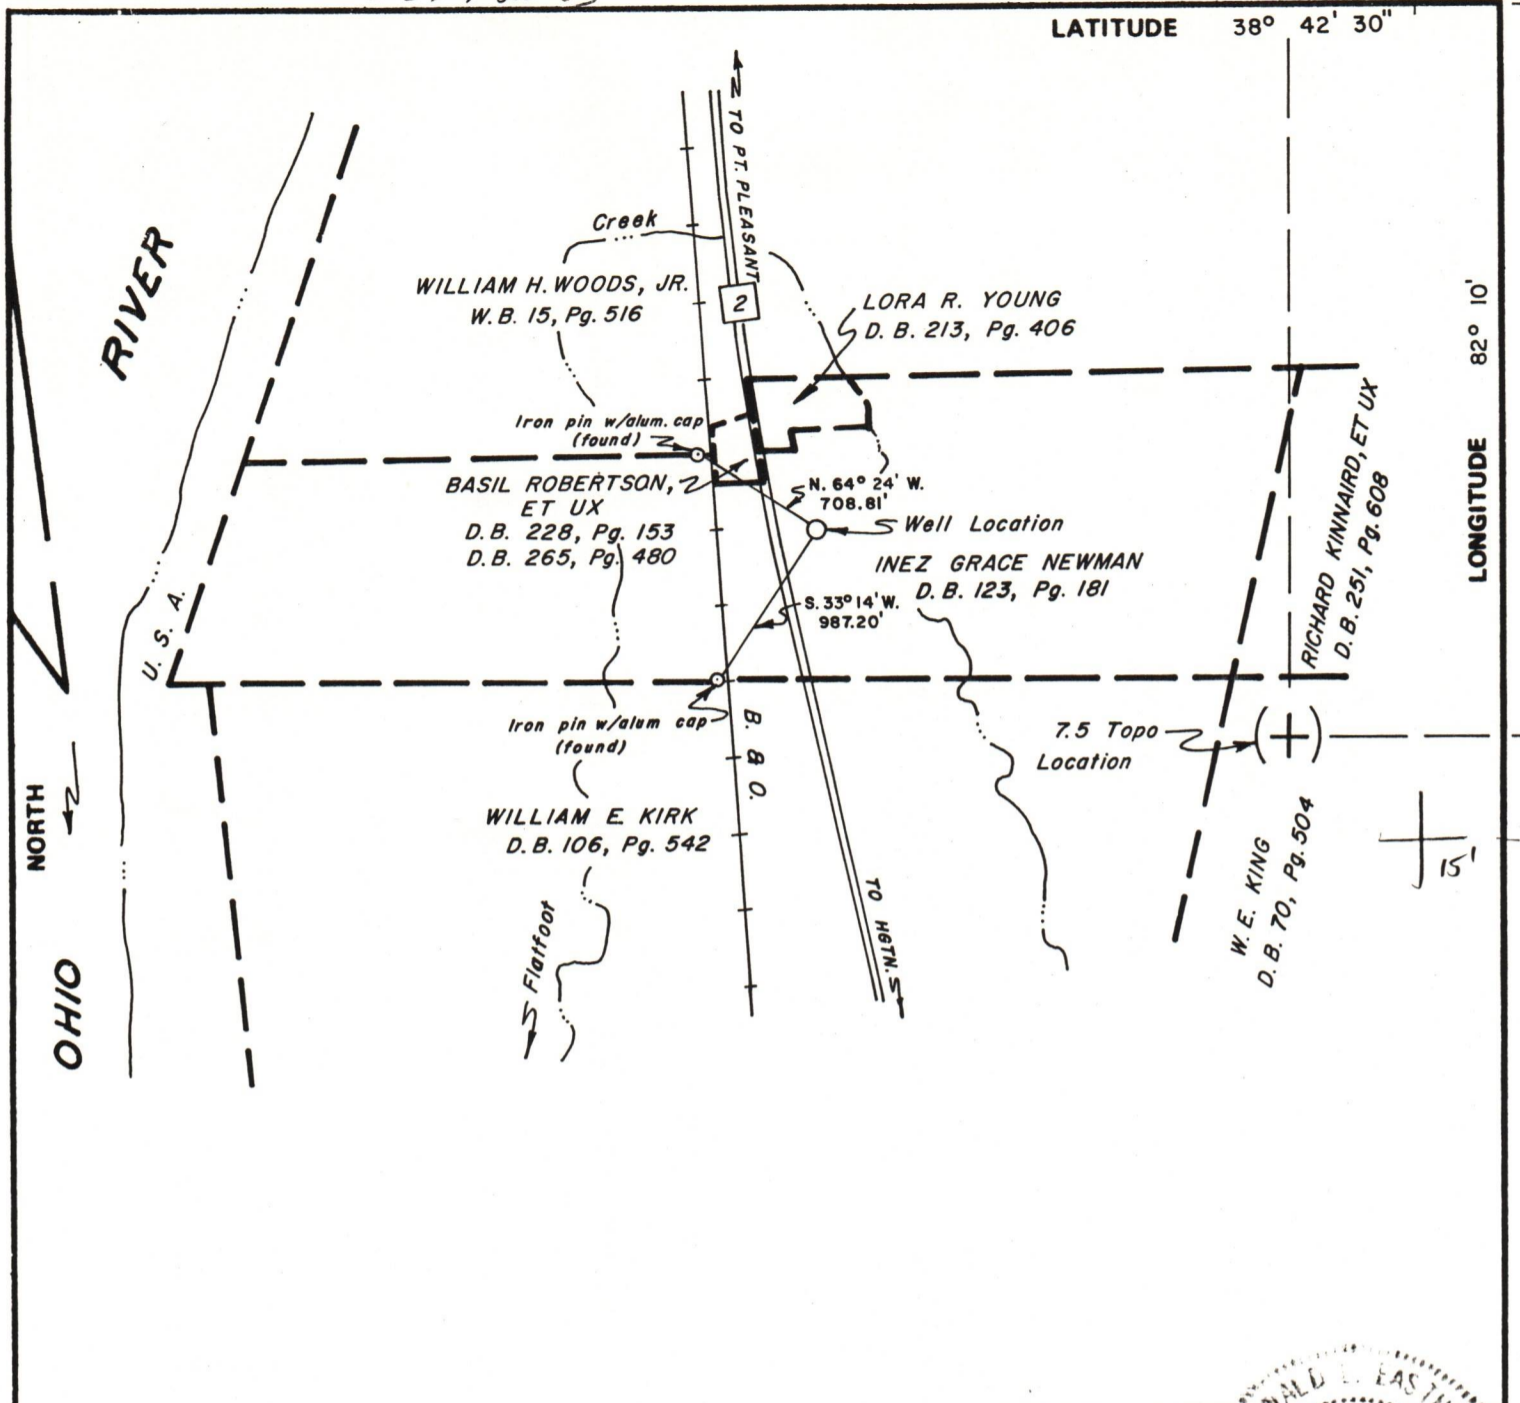 LATITUDE 38° 42' 30"
TO PT. PLEASANT
RIVER
Creek
WILLIAM H. WOODS, JR.
W. B. 15, Pg. 516
2
LORA R. YOUNG
D. B. 213, Pg. 406
LONGITUDE 82° 10'
Iron pin w/alum. cap
(found)
BASIL ROBERTSON,
ET UX
D.B. 228, Pg. 153
D.B. 265, Pg. 480
N. 64° 24' W.
708.81'
Well Location
INEZ GRACE NEWMAN
D. B. 123, Pg. 181
S. 33° 14' W.
987.20'
RICHARD KINNAIRD, ET UX
D. B. 251, Pg. 608
U. S. A.
Iron pin w/alum cap
(found)
B. & O.
7.5 Topo
Location
NORTH
WILLIAM E. KIRK
D. B. 106, Pg. 542
W. E. KING
D. B. 70, Pg. 504
15'
TO HGTN.
Flatfoot
OHIO